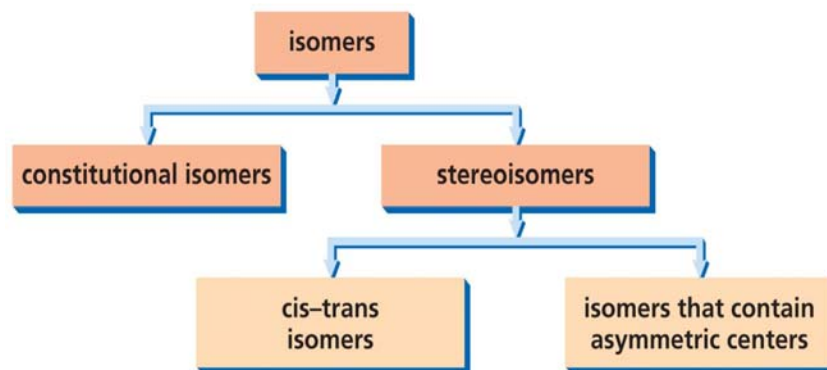 isomers
constitutional isomers
stereoisomers
cis–trans
isomers
isomers that contain
asymmetric centers